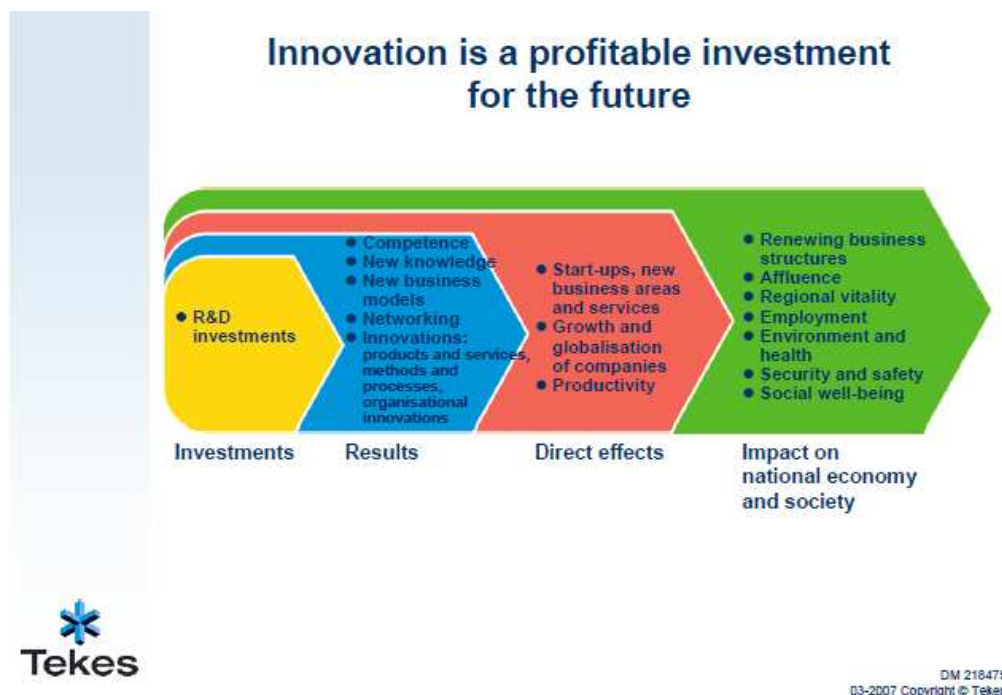 Innovation is a profitable investment
for the future
● R&D
investments
● Competence
● New knowledge
● New business
models
● Networking
● Innovations:
products and services,
methods and
processes,
organisational
innovations
● Start-ups, new
business areas
and services
● Growth and
globalisation
of companies
● Productivity
● Renewing business
structures
● Affluence
● Regional vitality
● Employment
● Environment and
health
● Security and safety
● Social well-being
Investments
Results
Direct effects
Impact on
national economy
and society
Tekes
DM 218475
03-2007 Copyright © Tekes